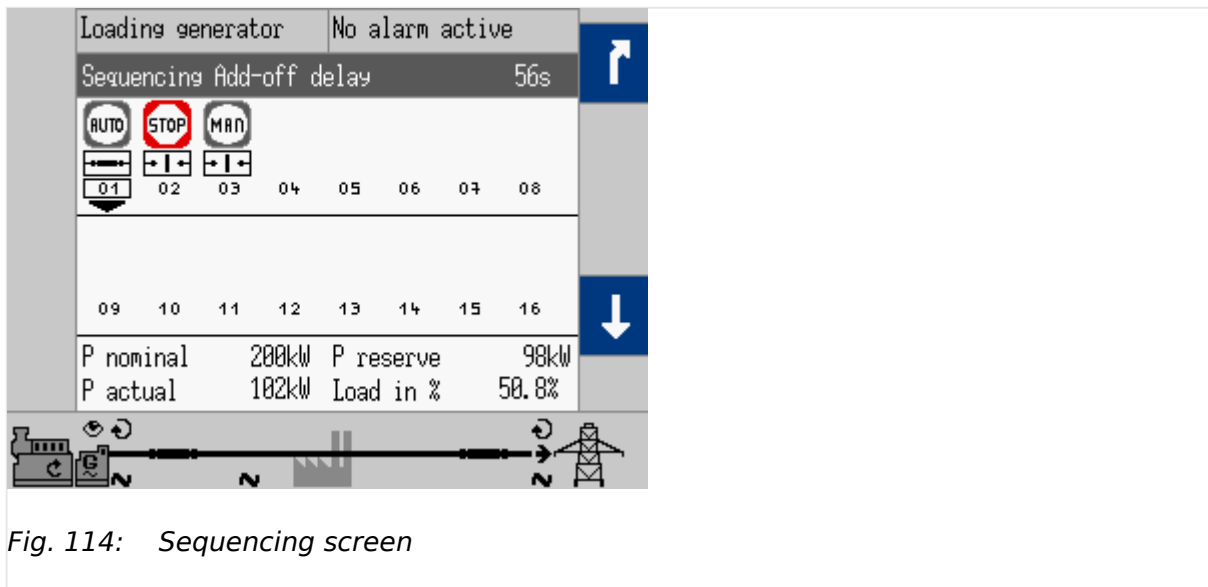 Loading generator No alarm active
Sequencing Add-off delay 56s
AUTO STOP MAN
01 02 03 04 05 06 07 08
09 10 11 12 13 14 15 16
P nominal 200kW P reserve 98kW
P actual 102kW Load in % 50.8%
G
Fig. 114: Sequencing screen